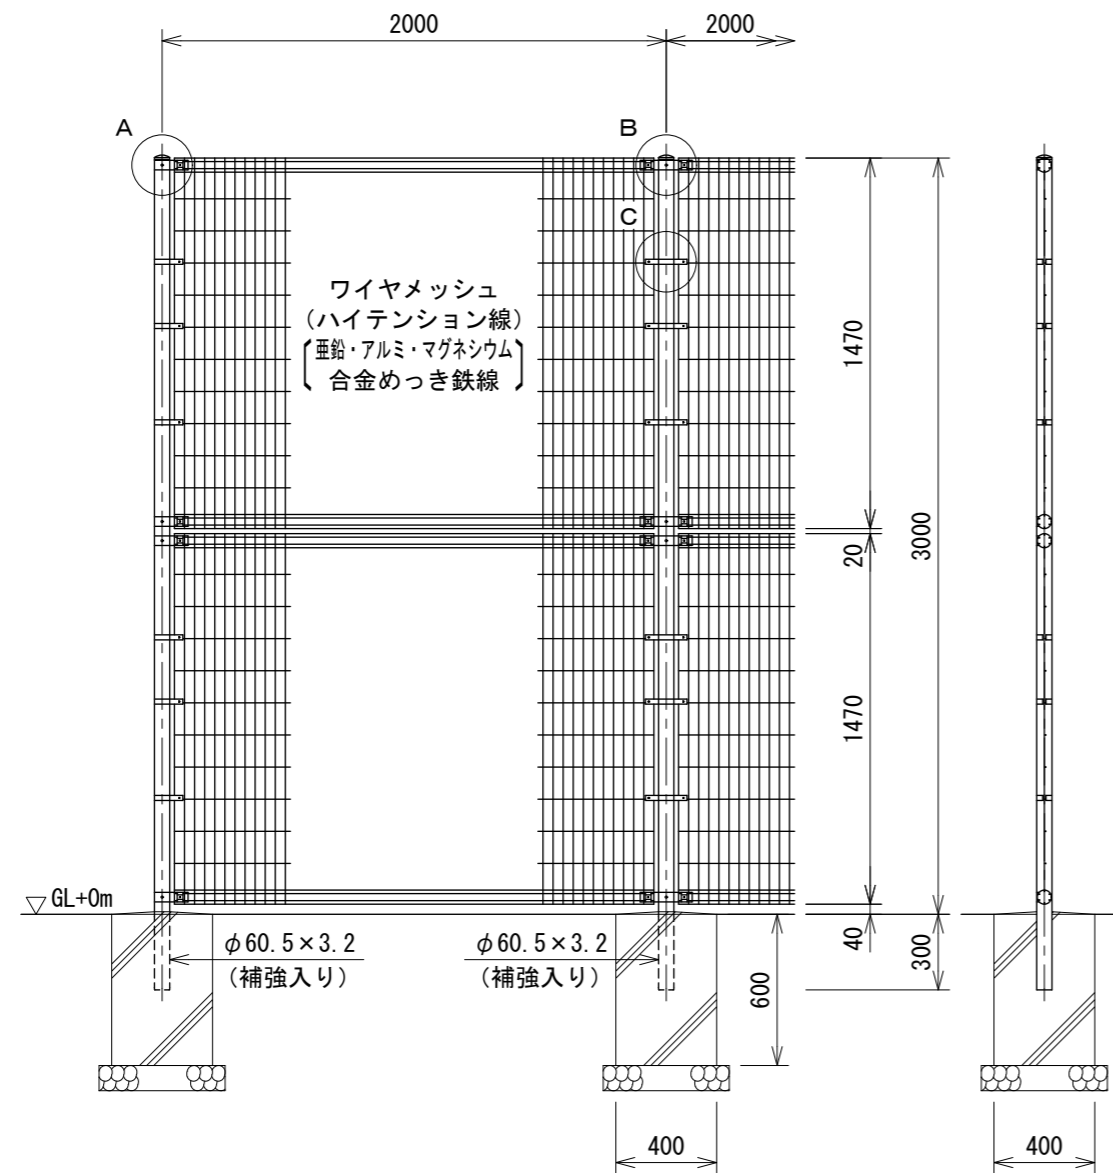 2000
2000
A
B
C
ワイヤメッシュ
(ハイテンション線)
亜鉛・アルミ・マグネシウム
合金めっき鉄線
1470
3000
20
1470
GL+0m
φ60.5×3.2
(補強入り)
φ60.5×3.2
(補強入り)
40
300
600
400
400